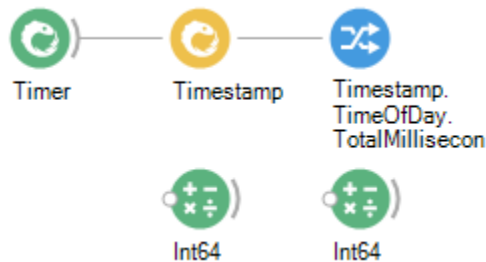 Timer
Timestamp
Timestamp.
TimeOfDay.
TotalMillisecon
Int64
Int64